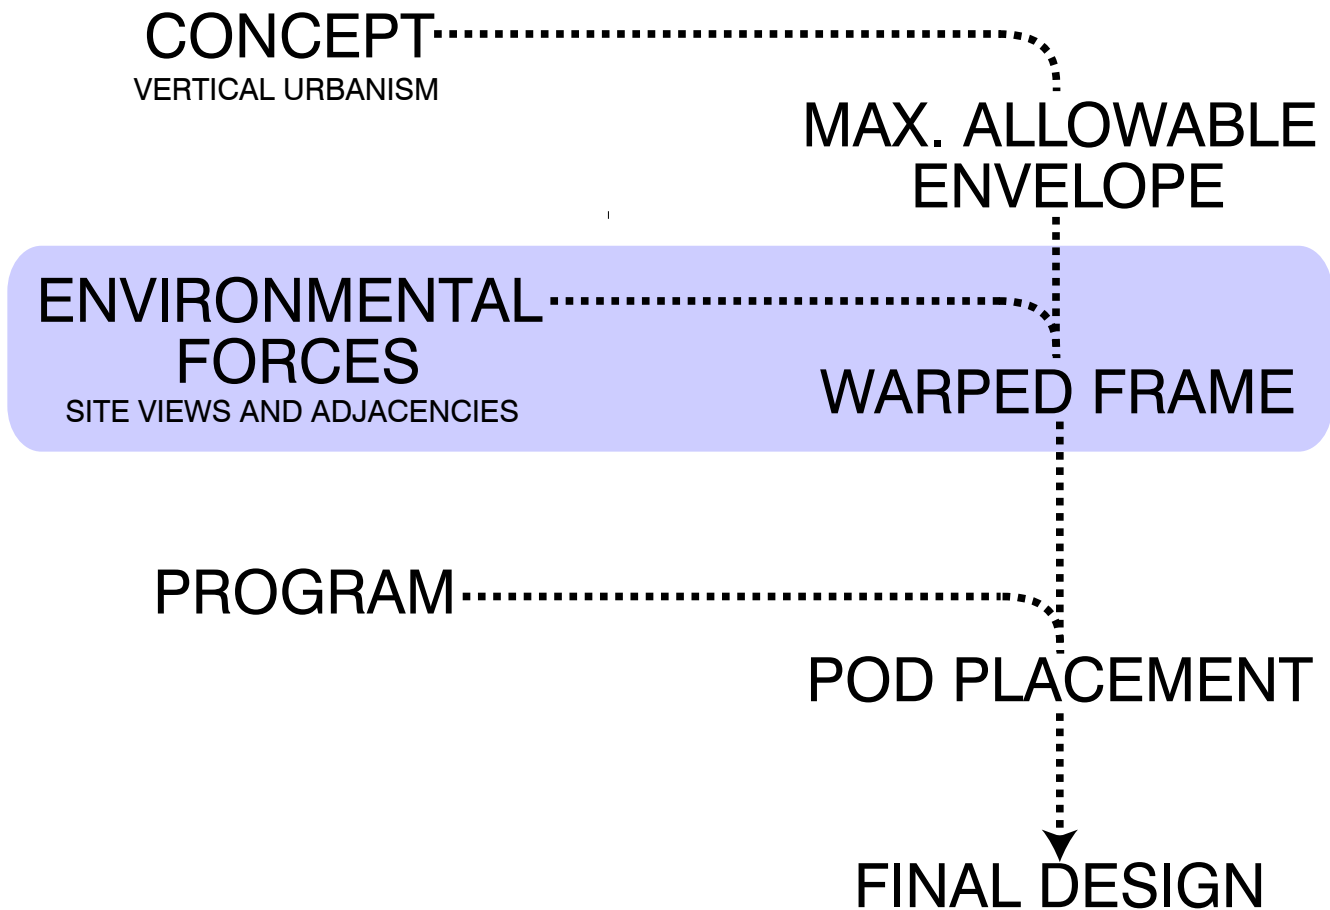 CONCEPT
VERTICAL URBANISM
MAX. ALLOWABLE
ENVELOPE
ENVIRONMENTAL
FORCES
SITE VIEWS AND ADJACENCIES
WARPED FRAME
PROGRAM
POD PLACEMENT
FINAL DESIGN